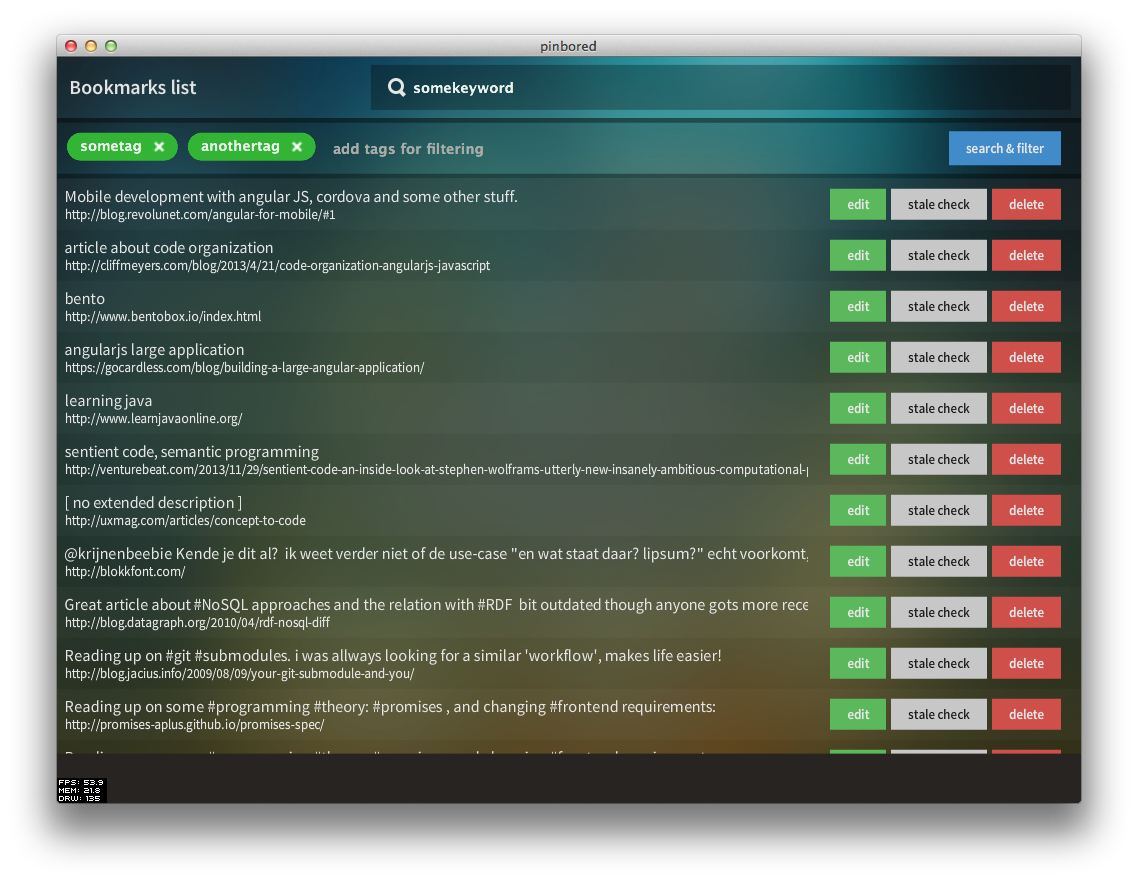 pinbored
Bookmarks list
somekeyword
sometag ×
anothertag ×
add tags for filtering
search & filter
Mobile development with angular JS, cordova and some other stuff.
http://blog.revolunet.com/angular-for-mobile/#1
edit stale check delete
article about code organization
http://cliffmeyers.com/blog/2013/4/21/code-organization-angularjs-javascript
edit stale check delete
bento
http://www.bentobox.io/index.html
edit stale check delete
angularjs large application
https://gocardless.com/blog/building-a-large-angular-application/
edit stale check delete
learning java
http://www.learnjavaonline.org/
edit stale check delete
sentient code, semantic programming
http://venturebeat.com/2013/11/29/sentient-code-an-inside-look-at-stephen-wolframs-utterly-new-insanely-ambitious-computational-
edit stale check delete
[ no extended description ]
http://uxmag.com/articles/concept-to-code
edit stale check delete
@krijnenbeebie Kende je dit al?  ik weet verder niet of de use-case "en wat staat daar? lipsum?" echt voorkomt,
http://blokkfont.com/
edit stale check delete
Great article about #NoSQL approaches and the relation with #RDF  bit outdated though anyone gots more rece
http://blog.datagraph.org/2010/04/rdf-nosql-diff
edit stale check delete
Reading up on #git #submodules. i was allways looking for a similar 'workflow', makes life easier!
http://blog.jacius.info/2009/08/09/your-git-submodule-and-you/
edit stale check delete
Reading up on some #programming #theory: #promises , and changing #frontend requirements:
http://promises-aplus.github.io/promises-spec/
edit stale check delete
FPS: 53.9
MEM: 21.8
DRW: 135